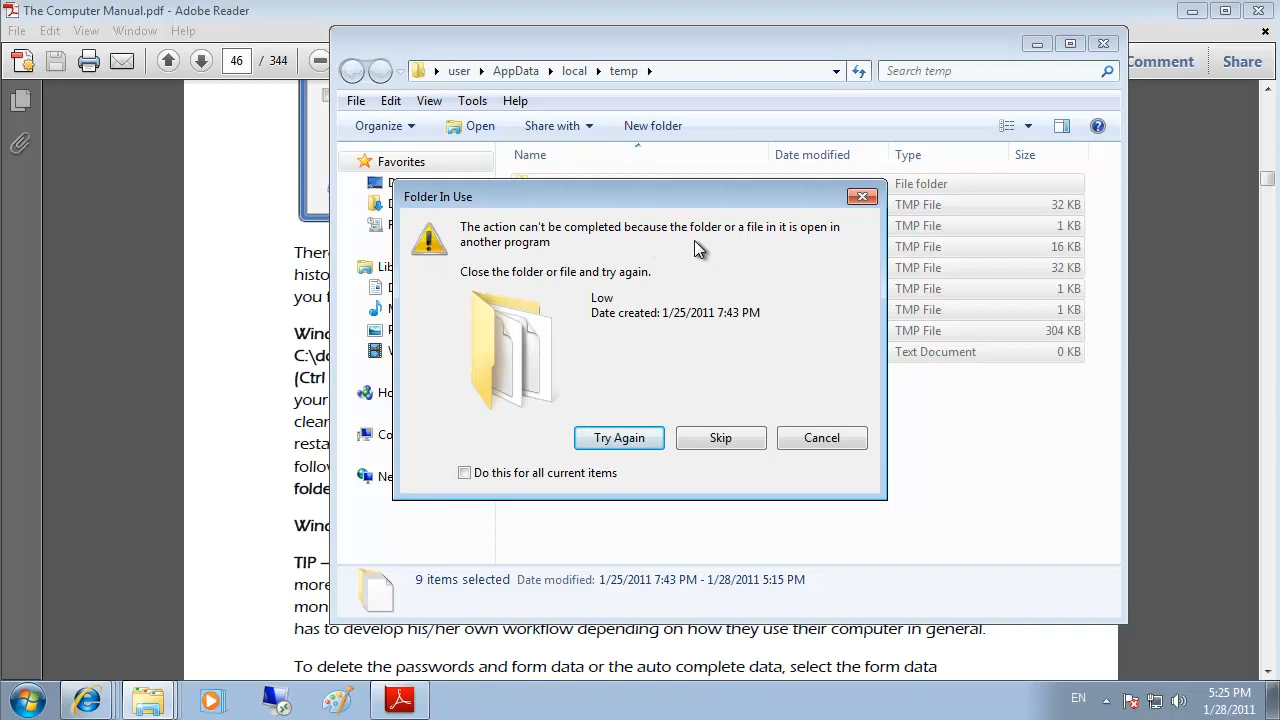 The Computer Manual.pdf - Adobe Reader
File Edit View Window Help
46 / 344
Comment Share
user AppData local temp
Search temp
File Edit View Tools Help
Organize Open Share with New folder
Name Date modified Type Size
Favorites
File folder
TMP File 32 KB
TMP File 1 KB
TMP File 16 KB
TMP File 32 KB
TMP File 1 KB
TMP File 1 KB
TMP File 304 KB
Text Document 0 KB
Folder In Use
The action can't be completed because the folder or a file in it is open in
another program
Close the folder or file and try again.
Low
Date created: 1/25/2011 7:43 PM
Try Again Skip Cancel
Do this for all current items
9 items selected Date modified: 1/25/2011 7:43 PM - 1/28/2011 5:15 PM
C:\do
(Ctrl
your
you f
TIP –
more
has to develop his/her own workflow depending on how they use their computer in general.
To delete the passwords and form data or the auto complete data, select the form data
EN
5:25 PM
1/28/2011